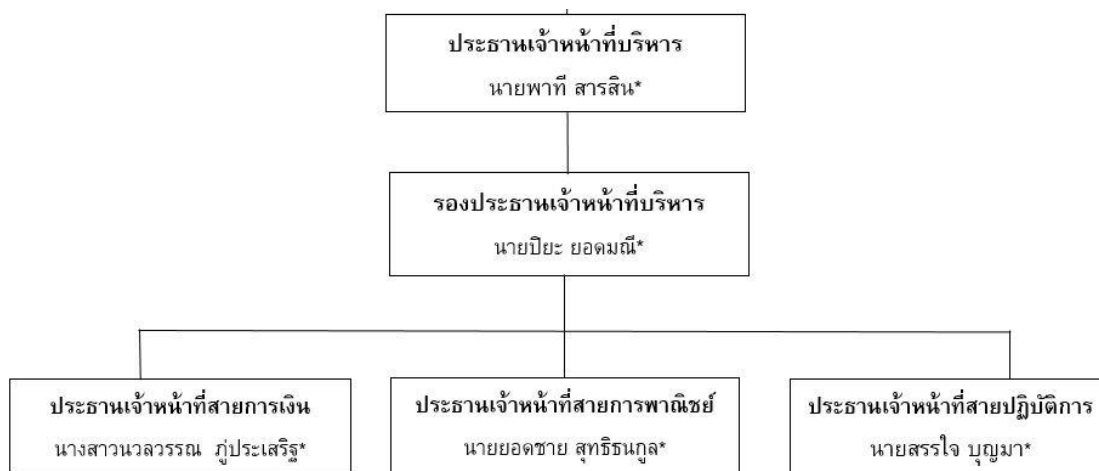 ประธานเจ้าหน้าที่บริหาร
นายพาที สารสิน*
รองประธานเจ้าหน้าที่บริหาร
นายปิยะ ยอดมณี*
ประธานเจ้าหน้าที่สายการเงิน
นางสาวนวลวรรณ ภู่ประเสริฐ*
ประธานเจ้าหน้าที่สายการพาณิชย์
นายยอดชาย สุทธิธนกูล*
ประธานเจ้าหน้าที่สายปฏิบัติการ
นายสรรใจ บุญมา*